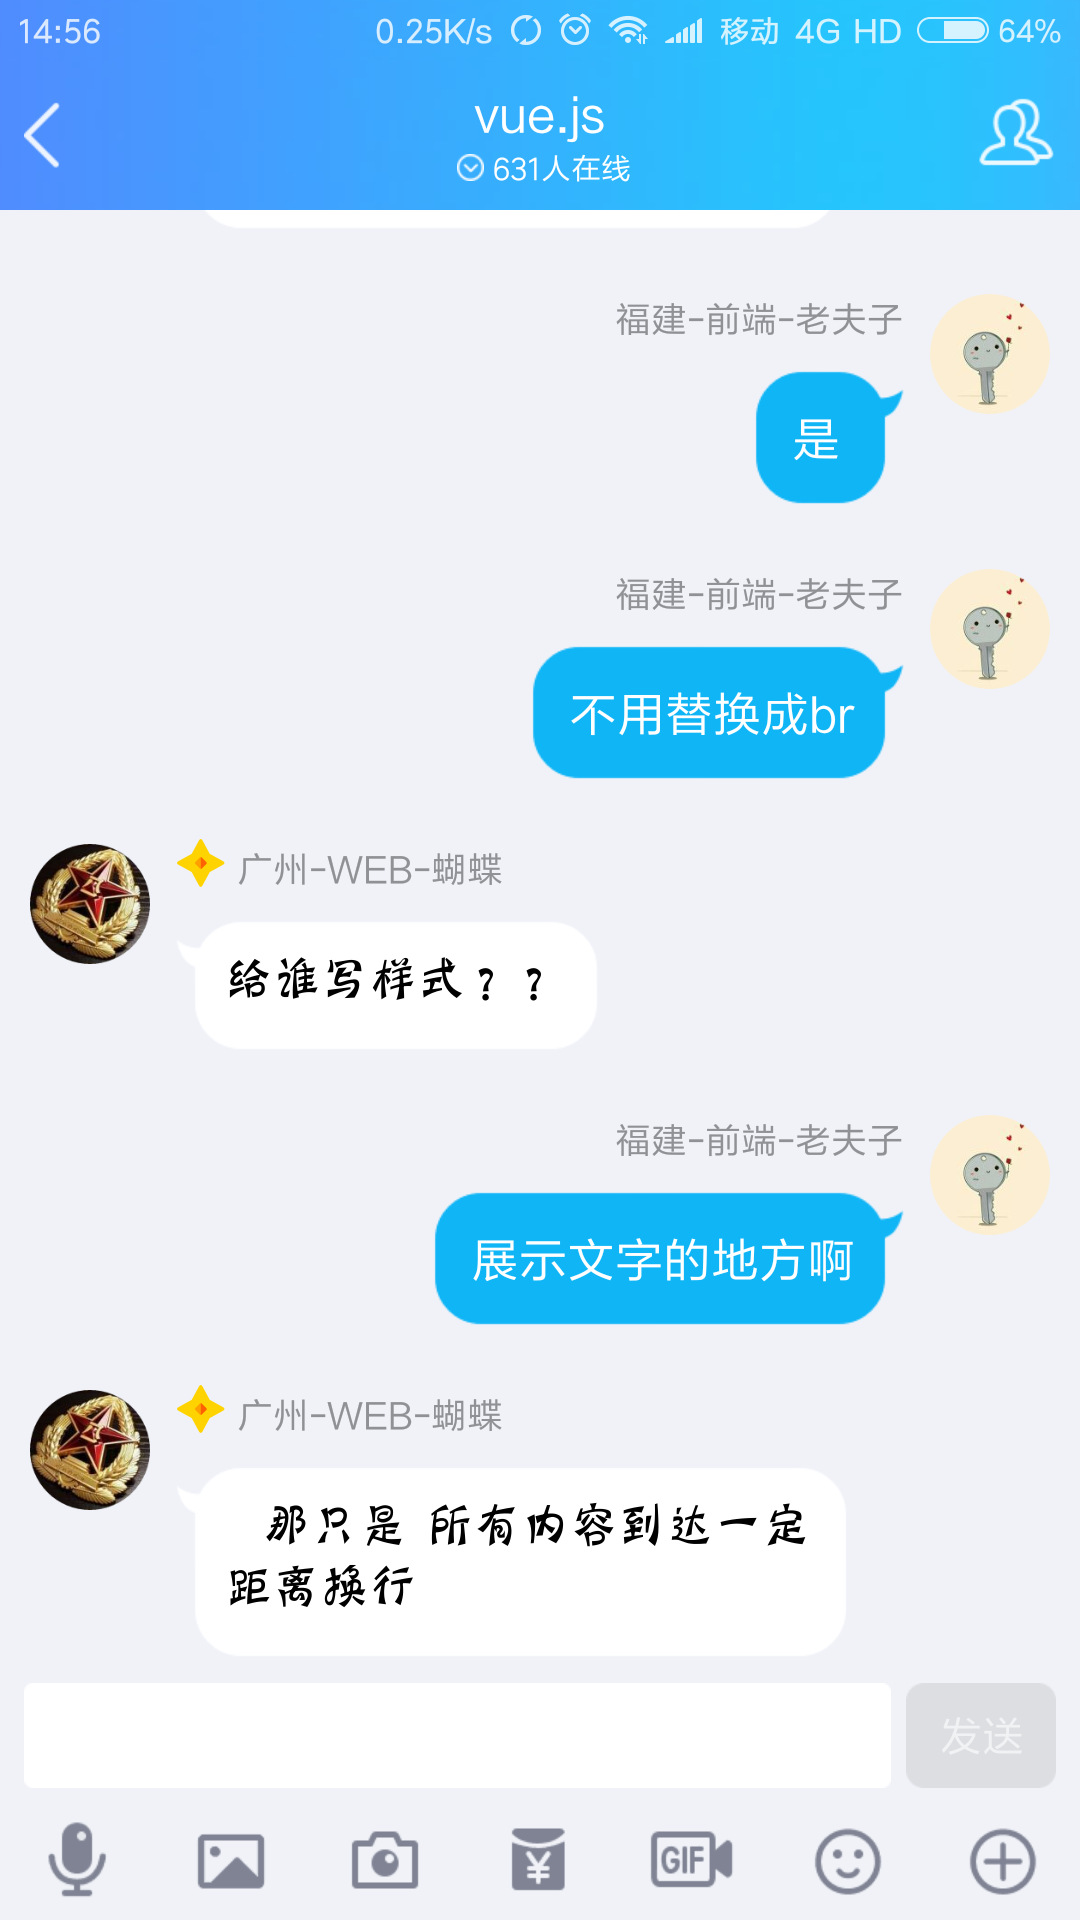 14:56 0.25K/s 移动 4G HD 64%
vue.js
631人在线
福建-前端-老夫子
是
福建-前端-老夫子
不用替换成br
广州-WEB-蝴蝶
给谁写样式？？
福建-前端-老夫子
展示文字的地方啊
广州-WEB-蝴蝶
那只是 所有内容到达一定
距离换行
发送
¥
GIF